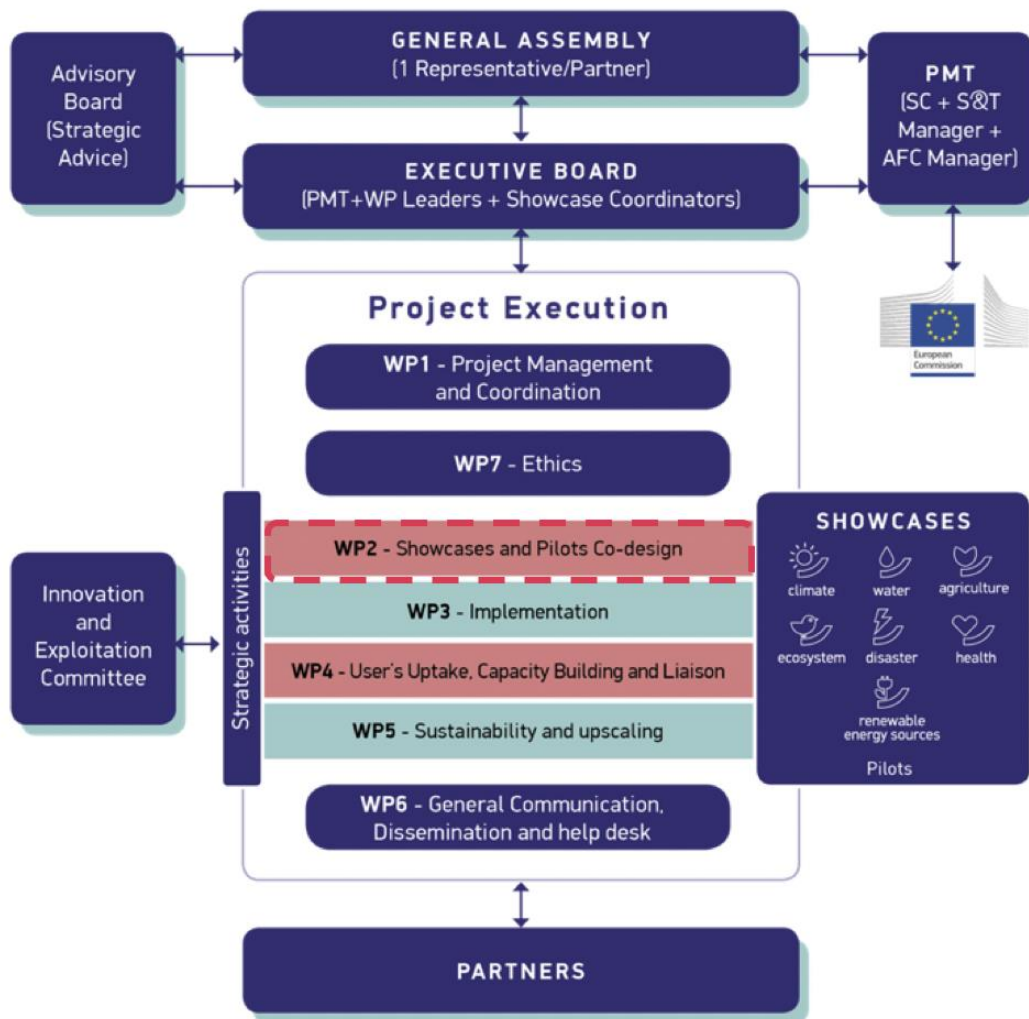 GENERAL ASSEMBLY
(1 Representative/Partner)
Advisory
Board
(Strategic
Advice)
PMT
(SC + S&T
Manager +
AFC Manager)
EXECUTIVE BOARD
(PMT+WP Leaders + Showcase Coordinators)
European
Commission
Project Execution
WP1 - Project Management
and Coordination
WP7 - Ethics
Strategic activities
WP2 - Showcases and Pilots Co-design
WP3 - Implementation
WP4 - User's Uptake, Capacity Building and Liaison
WP5 - Sustainability and upscaling
WP6 - General Communication,
Dissemination and help desk
Innovation
and
Exploitation
Committee
SHOWCASES
climate
water
agriculture
ecosystem
disaster
health
renewable
energy sources
Pilots
PARTNERS